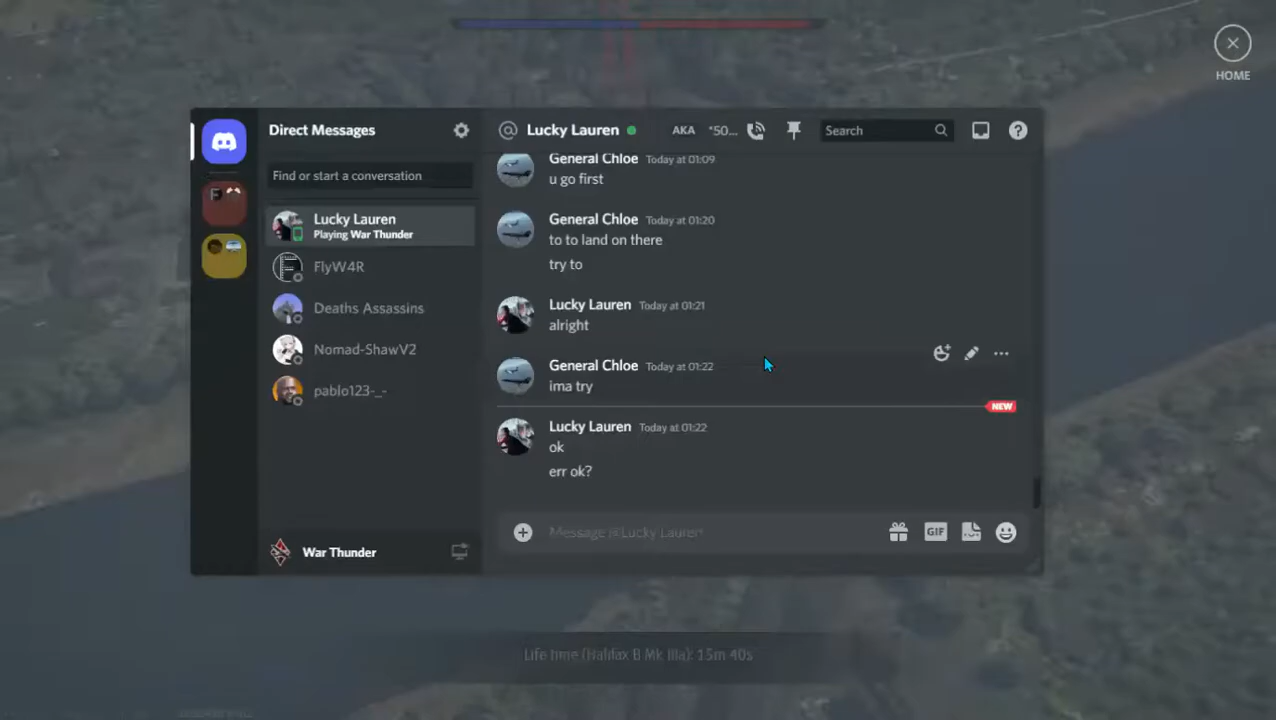 HOME
Direct Messages
Find or start a conversation
Lucky Lauren
Playing War Thunder
FlyW4R
Deaths Assassins
Nomad-ShawV2
pablo123-_-
War Thunder
@ Lucky Lauren AKA *50... Search
General Chloe Today at 01:09
u go first
General Chloe Today at 01:20
to to land on there
try to
Lucky Lauren Today at 01:21
alright
General Chloe Today at 01:22
ima try
NEW
Lucky Lauren Today at 01:22
ok
err ok?
Message @Lucky Lauren
GIF
Life time (Halifax B Mk IIIa): 15m 40s